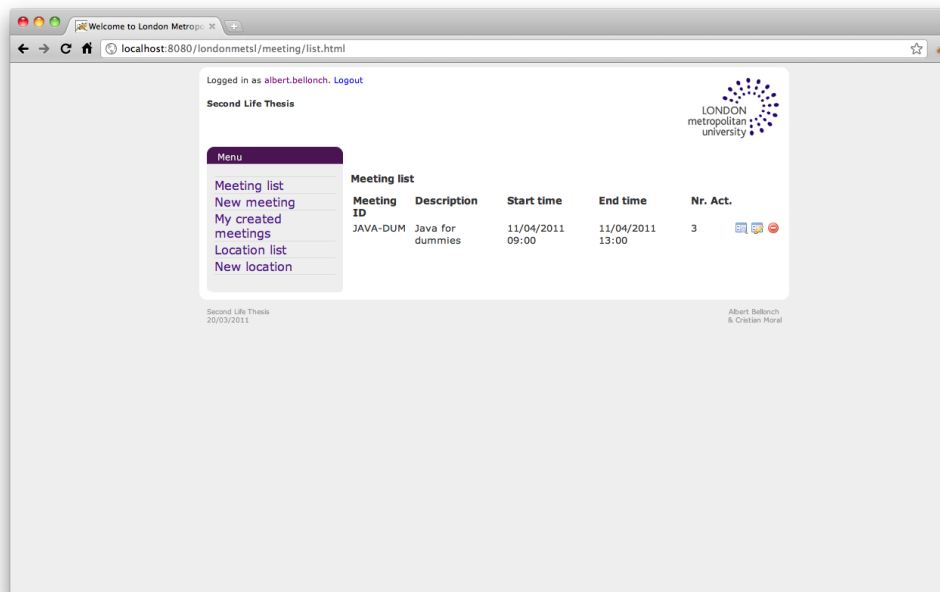 Welcome to London Metropo
localhost:8080/londonmetsl/meeting/list.html
Logged in as albert.bellonch. Logout
Second Life Thesis
LONDON
metropolitan
university
Menu
Meeting list
New meeting
My created
meetings
Location list
New location
Meeting list
Meeting ID Description Start time End time Nr. Act.
JAVA-DUM Java for dummies 11/04/2011 09:00 11/04/2011 13:00 3
Second Life Thesis
20/03/2011
Albert Bellonch
& Cristian Moral